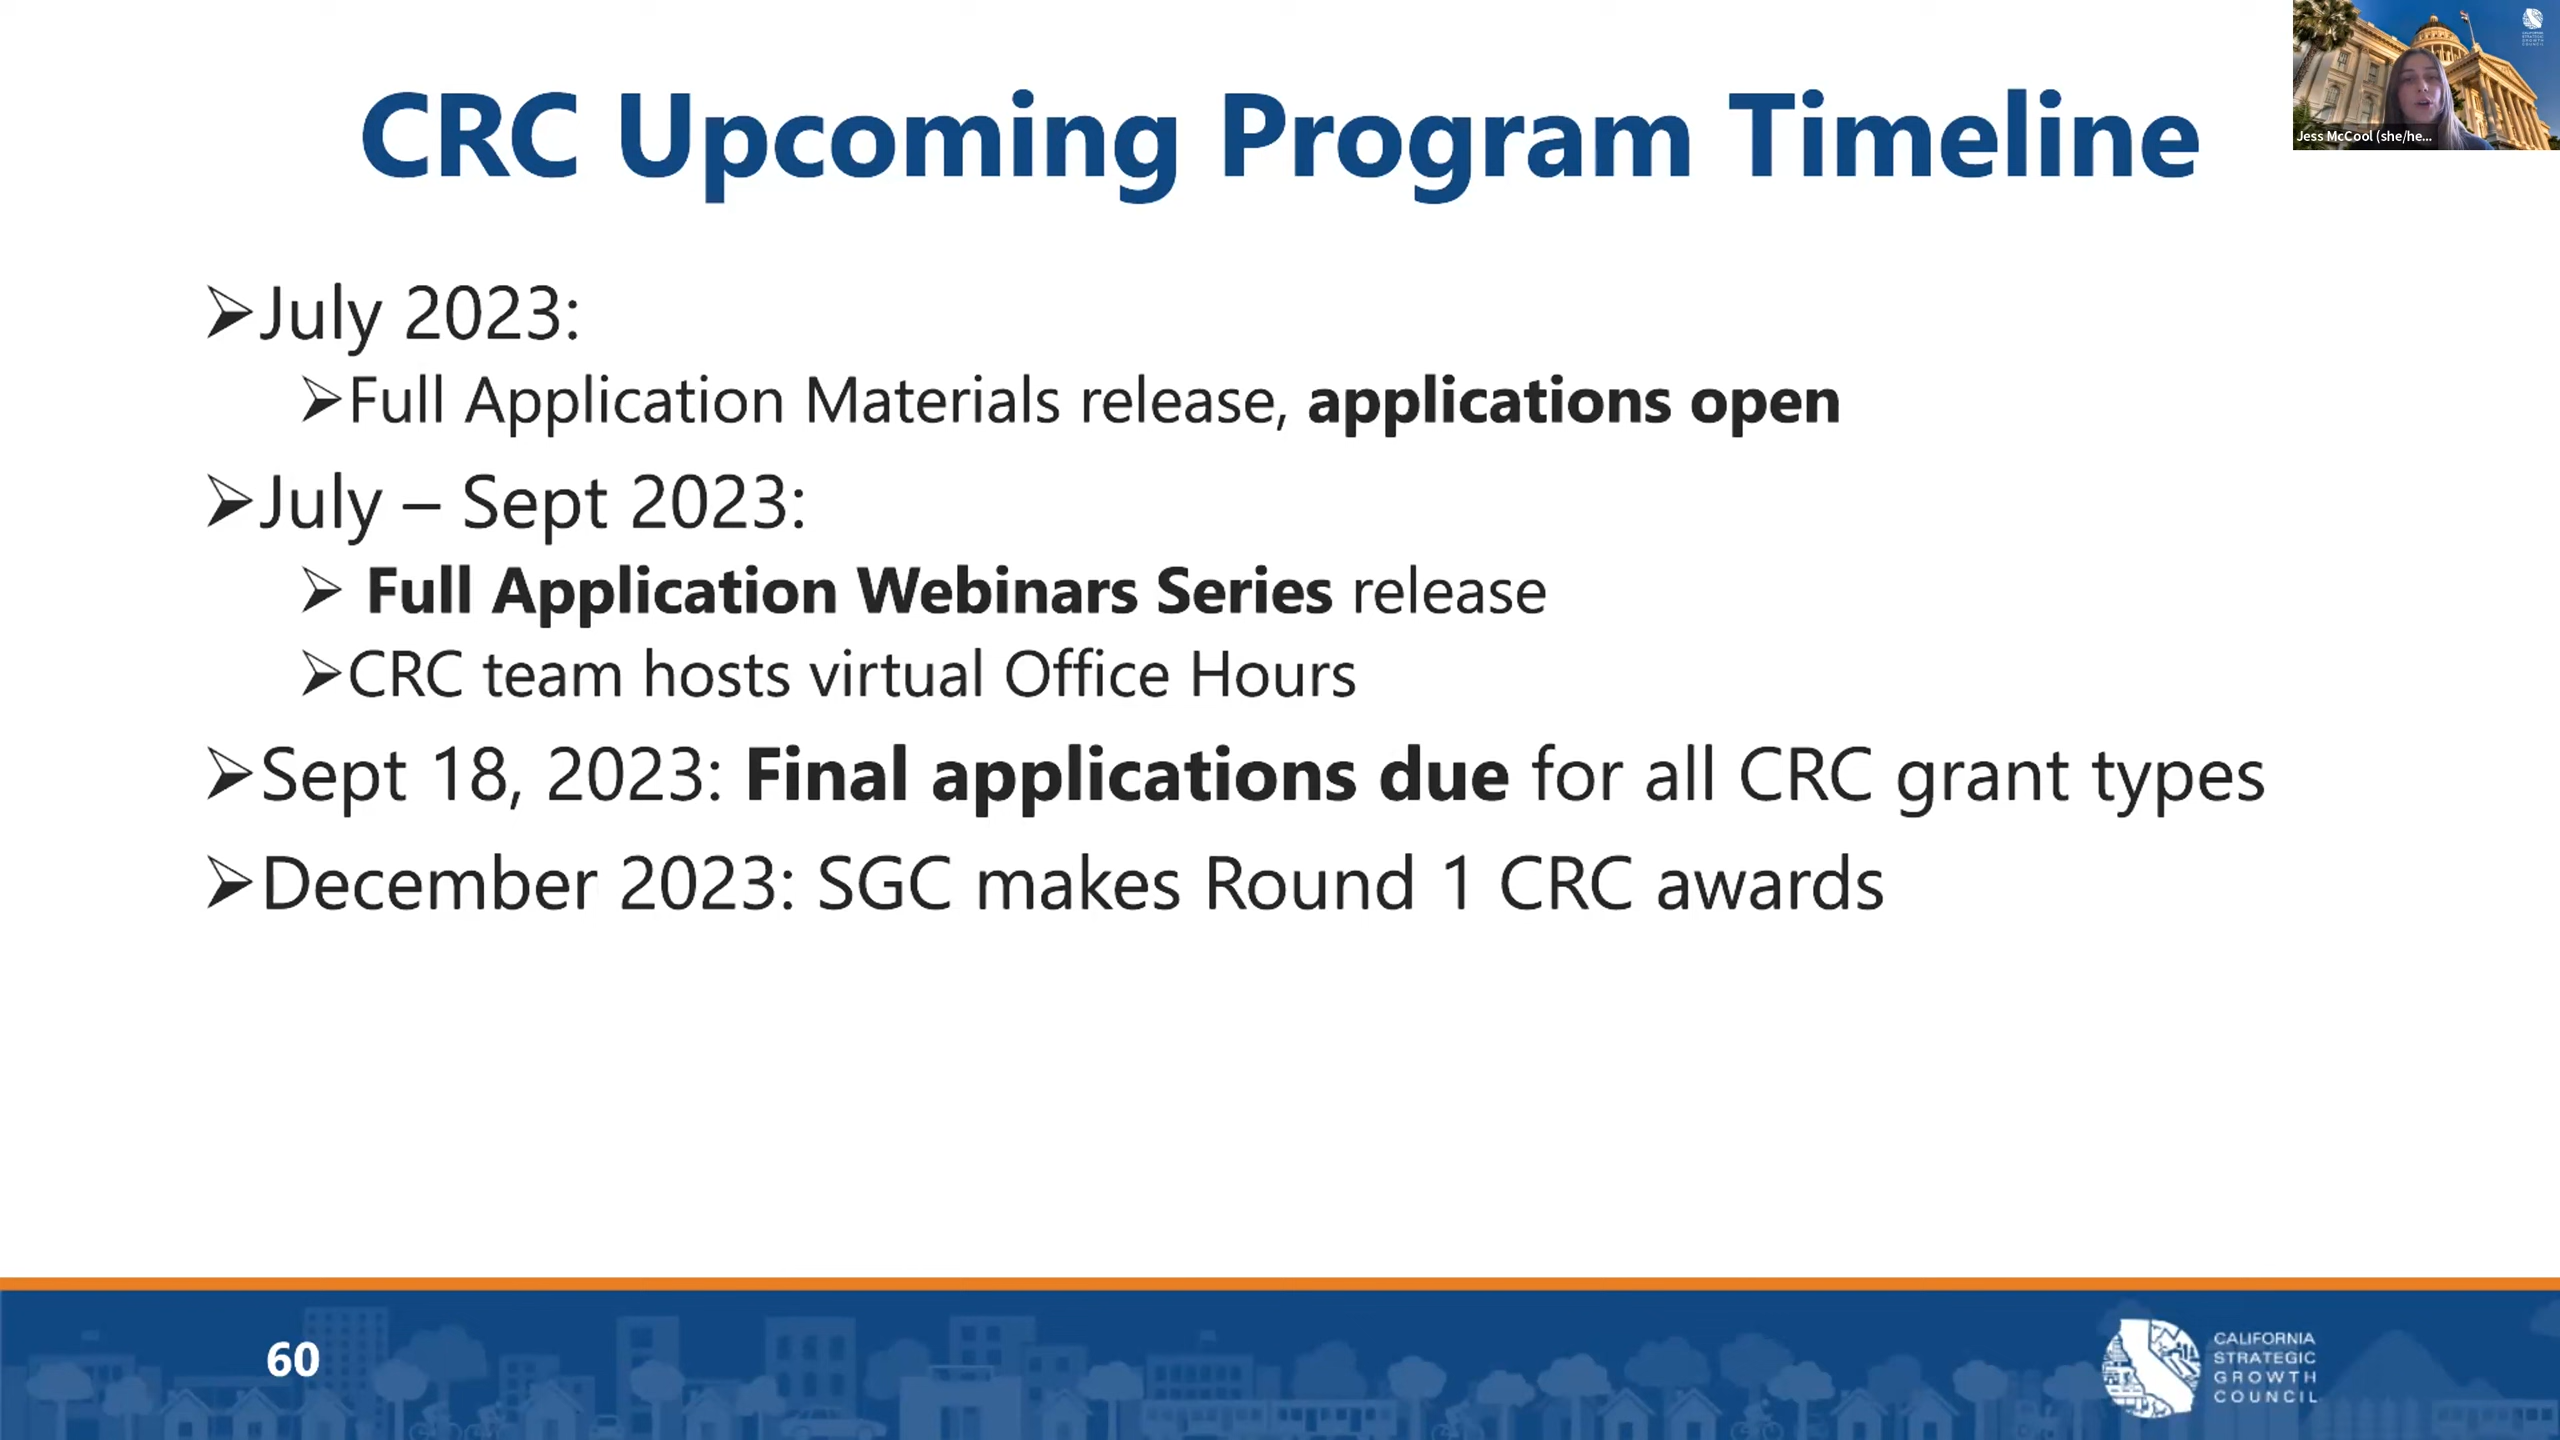 CRC Upcoming Program Timeline
Jess McCool (she/he...
➢July 2023:
➢Full Application Materials release, applications open
➢July – Sept 2023:
➢ Full Application Webinars Series release
➢CRC team hosts virtual Office Hours
➢Sept 18, 2023: Final applications due for all CRC grant types
➢December 2023: SGC makes Round 1 CRC awards
60
CALIFORNIA
STRATEGIC
GROWTH
COUNCIL